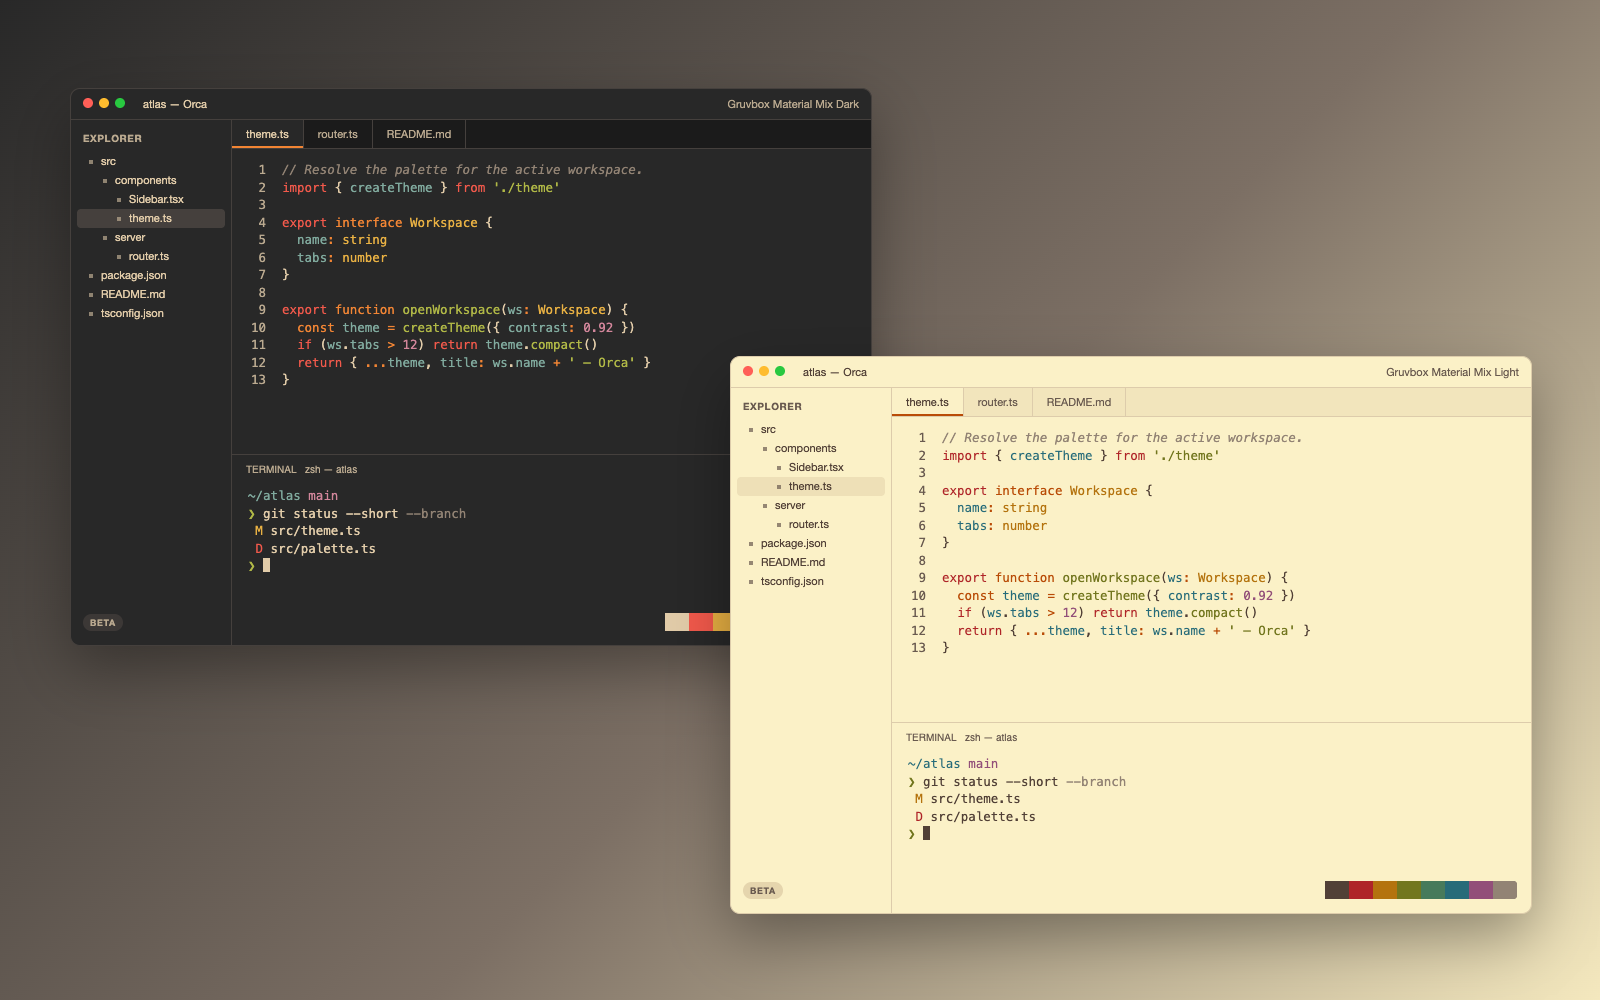 atlas — Orca
Gruvbox Material Mix Dark
EXPLORER
src
components
Sidebar.tsx
theme.ts
server
router.ts
package.json
README.md
tsconfig.json
BETA
theme.ts router.ts README.md
1 // Resolve the palette for the active workspace.
2 import { createTheme } from './theme'
3
4 export interface Workspace {
5 name: string
6 tabs: number
7 }
8
9 export function openWorkspace(ws: Workspace) {
10 const theme = createTheme({ contrast: 0.92 })
11 if (ws.tabs > 12) return theme.compact()
12 return { ...theme, title: ws.name + ' — Orca' }
13 }
TERMINAL zsh — atlas
~/atlas main
❯ git status --short --branch
M src/theme.ts
D src/palette.ts
❯
atlas — Orca
Gruvbox Material Mix Light
EXPLORER
src
components
Sidebar.tsx
theme.ts
server
router.ts
package.json
README.md
tsconfig.json
BETA
theme.ts router.ts README.md
1 // Resolve the palette for the active workspace.
2 import { createTheme } from './theme'
3
4 export interface Workspace {
5 name: string
6 tabs: number
7 }
8
9 export function openWorkspace(ws: Workspace) {
10 const theme = createTheme({ contrast: 0.92 })
11 if (ws.tabs > 12) return theme.compact()
12 return { ...theme, title: ws.name + ' — Orca' }
13 }
TERMINAL zsh — atlas
~/atlas main
❯ git status --short --branch
M src/theme.ts
D src/palette.ts
❯